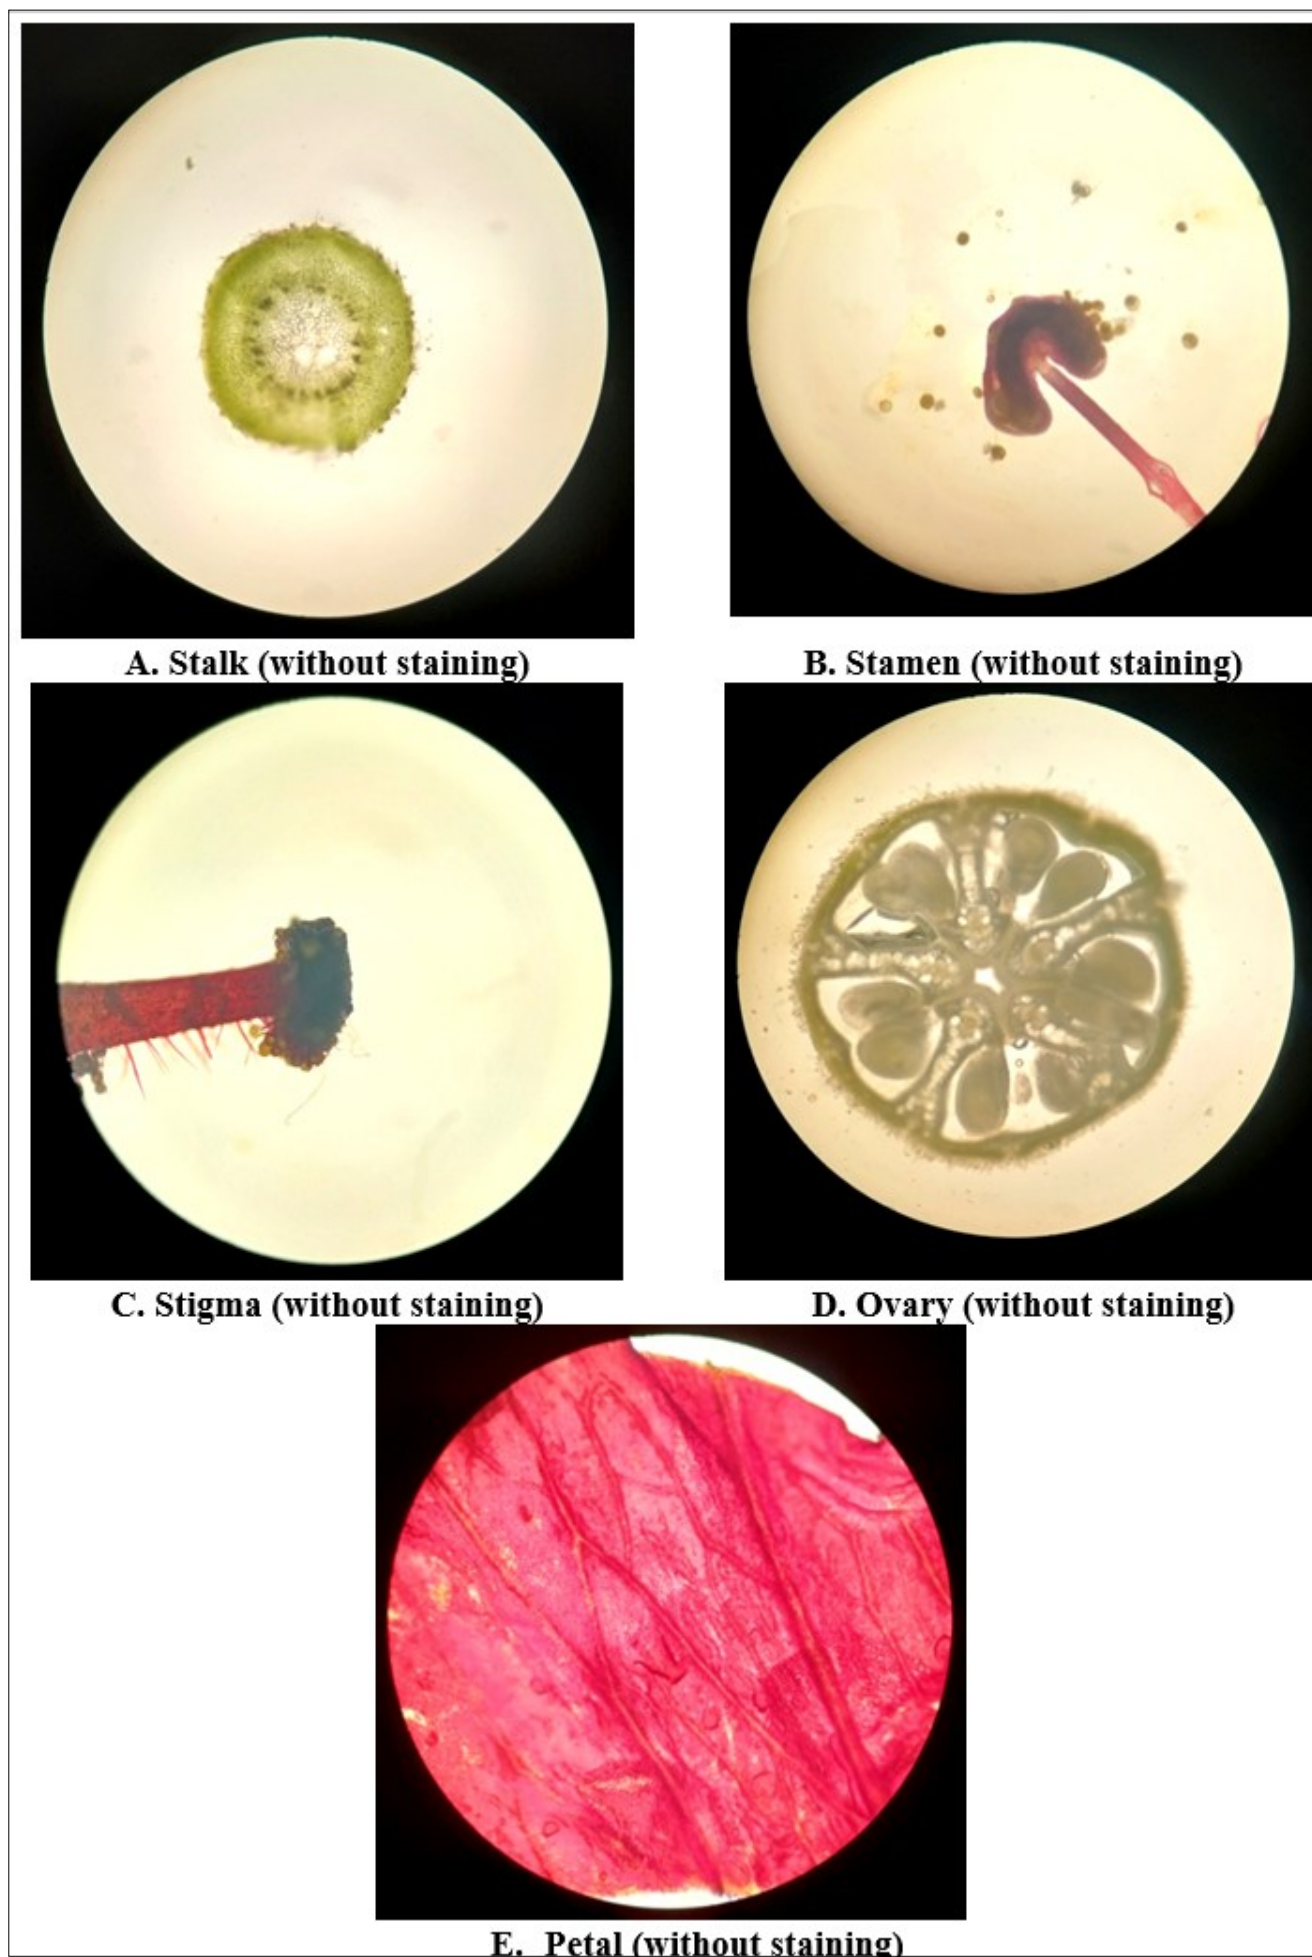 A. Stalk (without staining)
B. Stamen (without staining)
C. Stigma (without staining)
D. Ovary (without staining)
E. Petal (without staining)